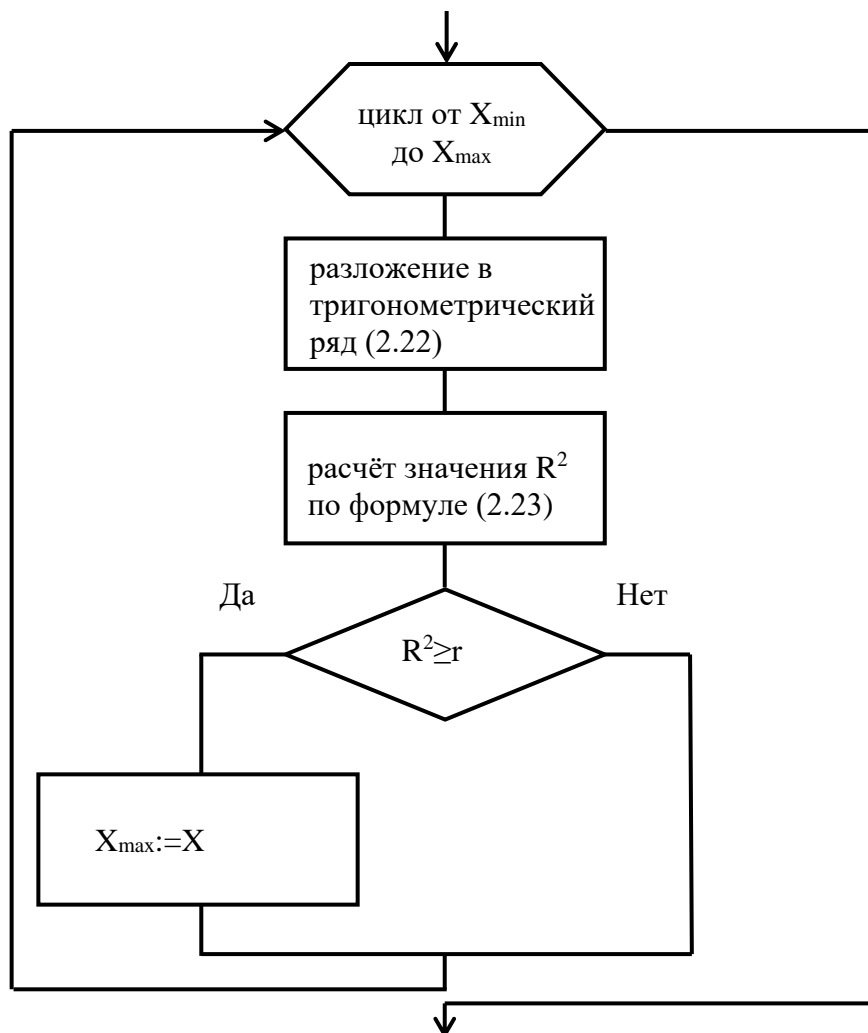 цикл от Xmin
до Xmax
разложение в
тригонометрический
ряд (2.22)
расчёт значения R²
по формуле (2.23)
Да
Нет
R²≥r
Xmax:=X